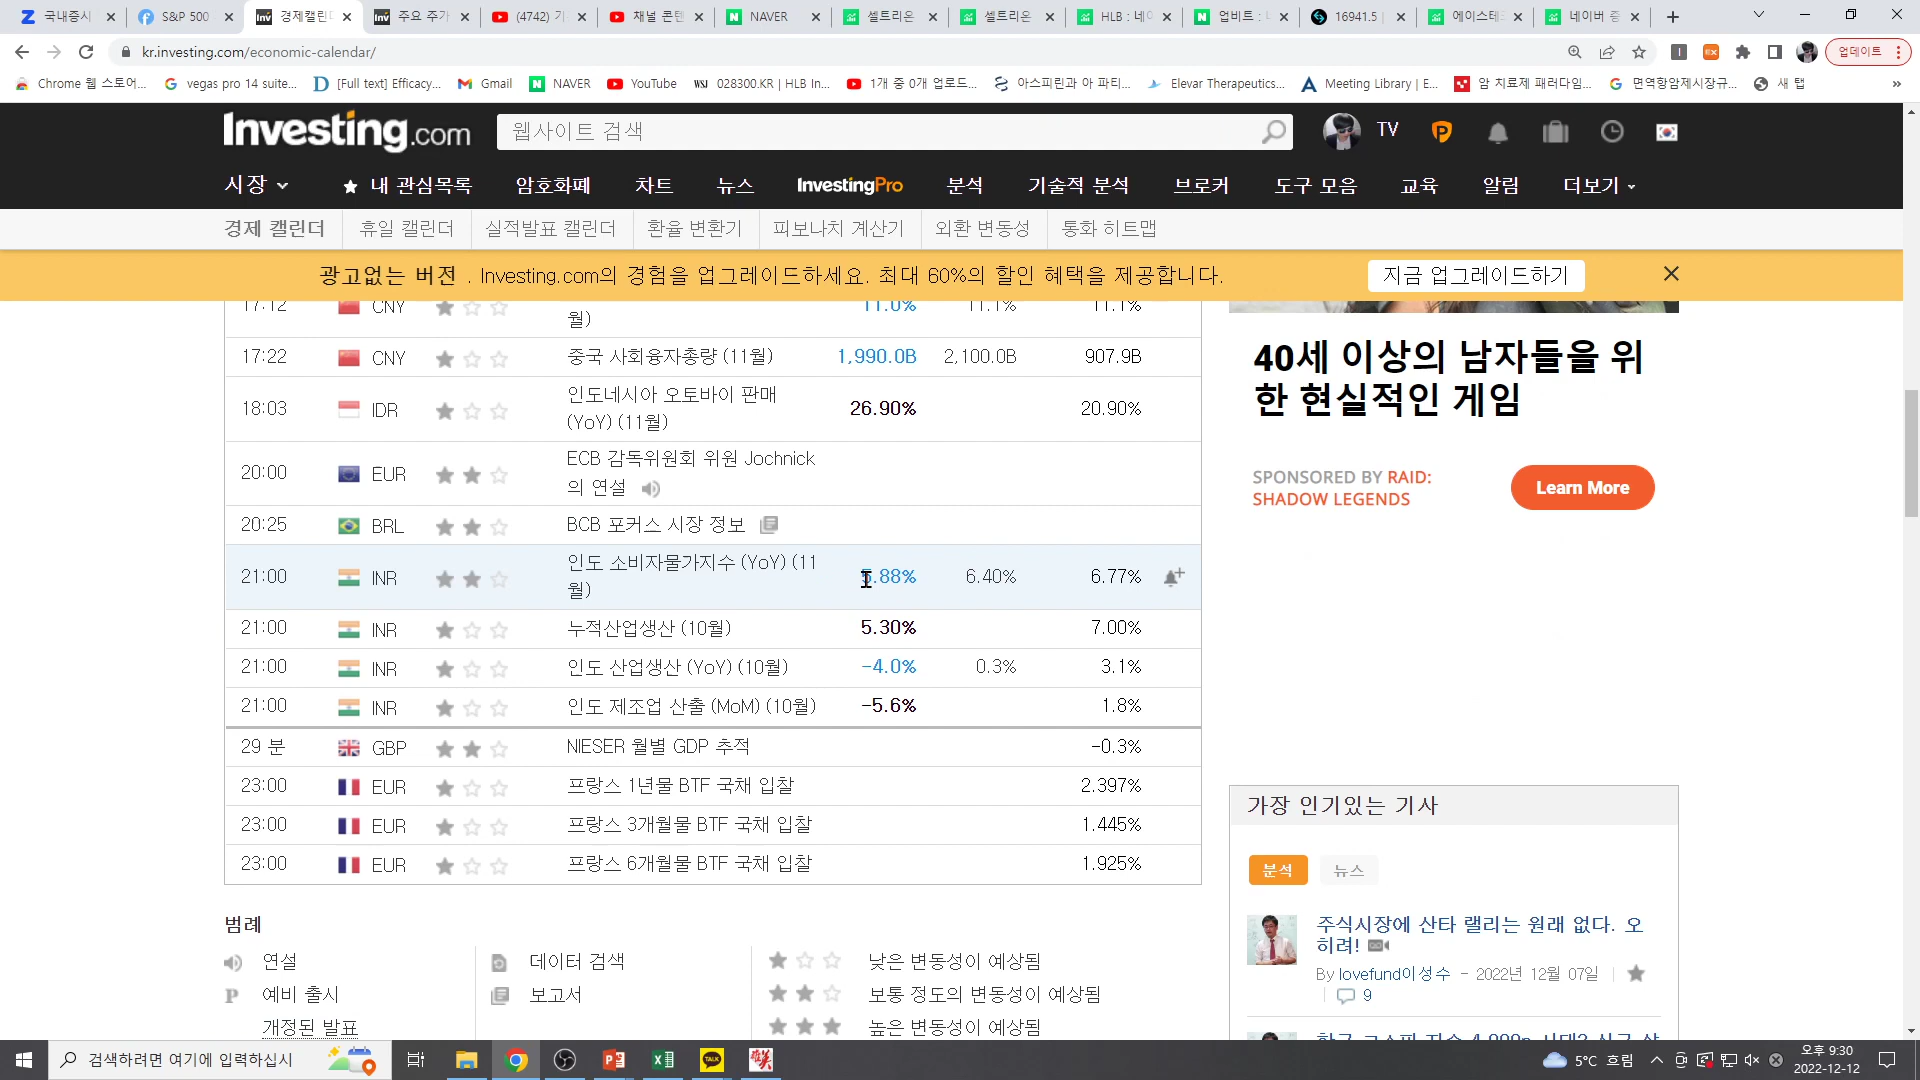 국내증시
S&P 500
경제캘린더
주요 주가
(4742) 기
채널 콘텐
NAVER
셀트리온
셀트리온
HLB : 네이
업비트 :
16941.5
에이스테크
네이버 증
kr.investing.com/economic-calendar/
업데이트
Chrome 웹 스토어...
vegas pro 14 suite...
[Full text] Efficacy...
Gmail
NAVER
YouTube
WSJ 028300.KR | HLB In...
1개 중 0개 업로드...
아스피린과 아 파티...
Elevar Therapeutics...
Meeting Library | E...
암 치료제 패러다임...
면역항암제시장규...
새 탭
»
Investing.com
웹사이트 검색
TV
시장
내 관심목록
암호화폐
차트
뉴스
InvestingPro
분석
기술적 분석
브로커
도구 모음
교육
알림
더보기
경제 캘린더
휴일 캘린더
실적발표 캘린더
환율 변환기
피보나치 계산기
외환 변동성
통화 히트맵
광고없는 버전 . Investing.com의 경험을 업그레이드하세요. 최대 60%의 할인 혜택을 제공합니다.
지금 업그레이드하기
17:12 CNY 월) 11.0% 11.1% 11.1%
17:22 CNY 중국 사회융자총량 (11월) 1,990.0B 2,100.0B 907.9B
18:03 IDR 인도네시아 오토바이 판매 (YoY) (11월) 26.90% 20.90%
20:00 EUR ECB 감독위원회 위원 Jochnick의 연설
20:25 BRL BCB 포커스 시장 정보
21:00 INR 인도 소비자물가지수 (YoY) (11월) 5.88% 6.40% 6.77%
21:00 INR 누적산업생산 (10월) 5.30% 7.00%
21:00 INR 인도 산업생산 (YoY) (10월) -4.0% 0.3% 3.1%
21:00 INR 인도 제조업 산출 (MoM) (10월) -5.6% 1.8%
29 분 GBP NIESER 월별 GDP 추적 -0.3%
23:00 EUR 프랑스 1년물 BTF 국채 입찰 2.397%
23:00 EUR 프랑스 3개월물 BTF 국채 입찰 1.445%
23:00 EUR 프랑스 6개월물 BTF 국채 입찰 1.925%
범례
연설
예비 출시
개정된 발표
데이터 검색
보고서
낮은 변동성이 예상됨
보통 정도의 변동성이 예상됨
높은 변동성이 예상됨
40세 이상의 남자들을 위
한 현실적인 게임
SPONSORED BY RAID:
SHADOW LEGENDS
Learn More
가장 인기있는 기사
분석
뉴스
주식시장에 산타 랠리는 원래 없다. 오
히려!
By lovefund이성수 - 2022년 12월 07일
9
검색하려면 여기에 입력하십시
TALK
5°C 흐림
오후 9:30
2022-12-12